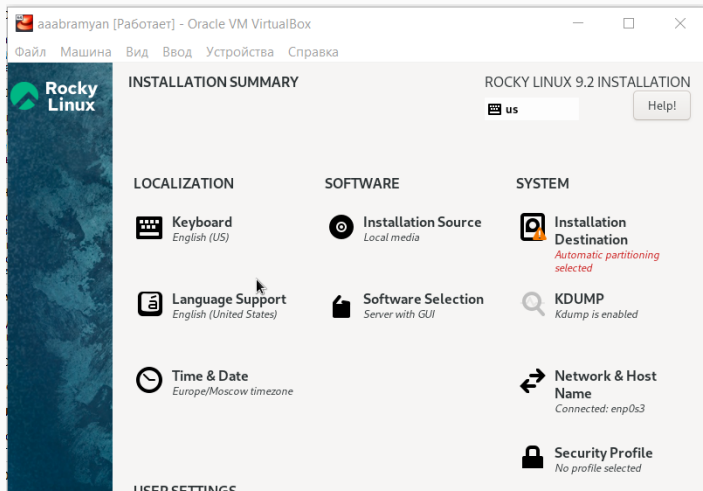 aaabramyan [Работает] - Oracle VM VirtualBox
Файл Машина Вид Ввод Устройства Справка
Rocky
Linux
INSTALLATION SUMMARY
ROCKY LINUX 9.2 INSTALLATION
us
Help!
LOCALIZATION
Keyboard
English (US)
Language Support
English (United States)
Time & Date
Europe/Moscow timezone
SOFTWARE
Installation Source
Local media
Software Selection
Server with GUI
SYSTEM
Installation
Destination
Automatic partitioning
selected
KDUMP
Kdump is enabled
Network & Host
Name
Connected: enp0s3
Security Profile
No profile selected
USER SETTINGS